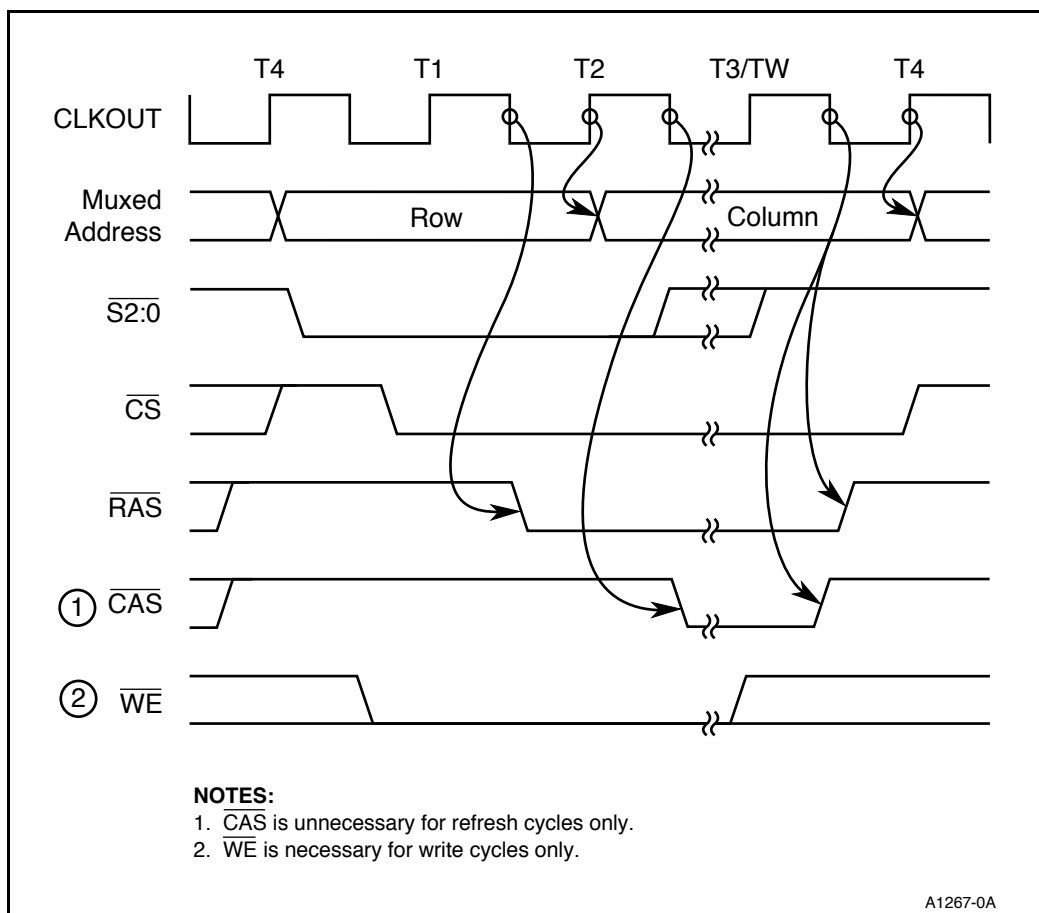 T4 T1 T2 T3/TW T4
CLKOUT
Muxed
Address
Row Column
S2:0
CS
RAS
1 CAS
2 WE
NOTES:
1. CAS is unnecessary for refresh cycles only.
2. WE is necessary for write cycles only.
A1267-0A